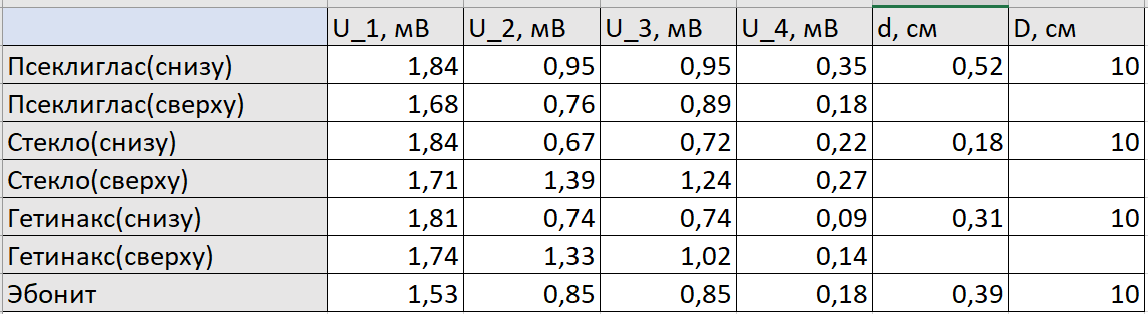 U_1, мВ U_2, мВ U_3, мВ U_4, мВ d, см D, см
Псеклиглас(снизу) 1,84 0,95 0,95 0,35 0,52 10
Псеклиглас(сверху) 1,68 0,76 0,89 0,18
Стекло(снизу) 1,84 0,67 0,72 0,22 0,18 10
Стекло(сверху) 1,71 1,39 1,24 0,27
Гетинакс(снизу) 1,81 0,74 0,74 0,09 0,31 10
Гетинакс(сверху) 1,74 1,33 1,02 0,14
Эбонит 1,53 0,85 0,85 0,18 0,39 10